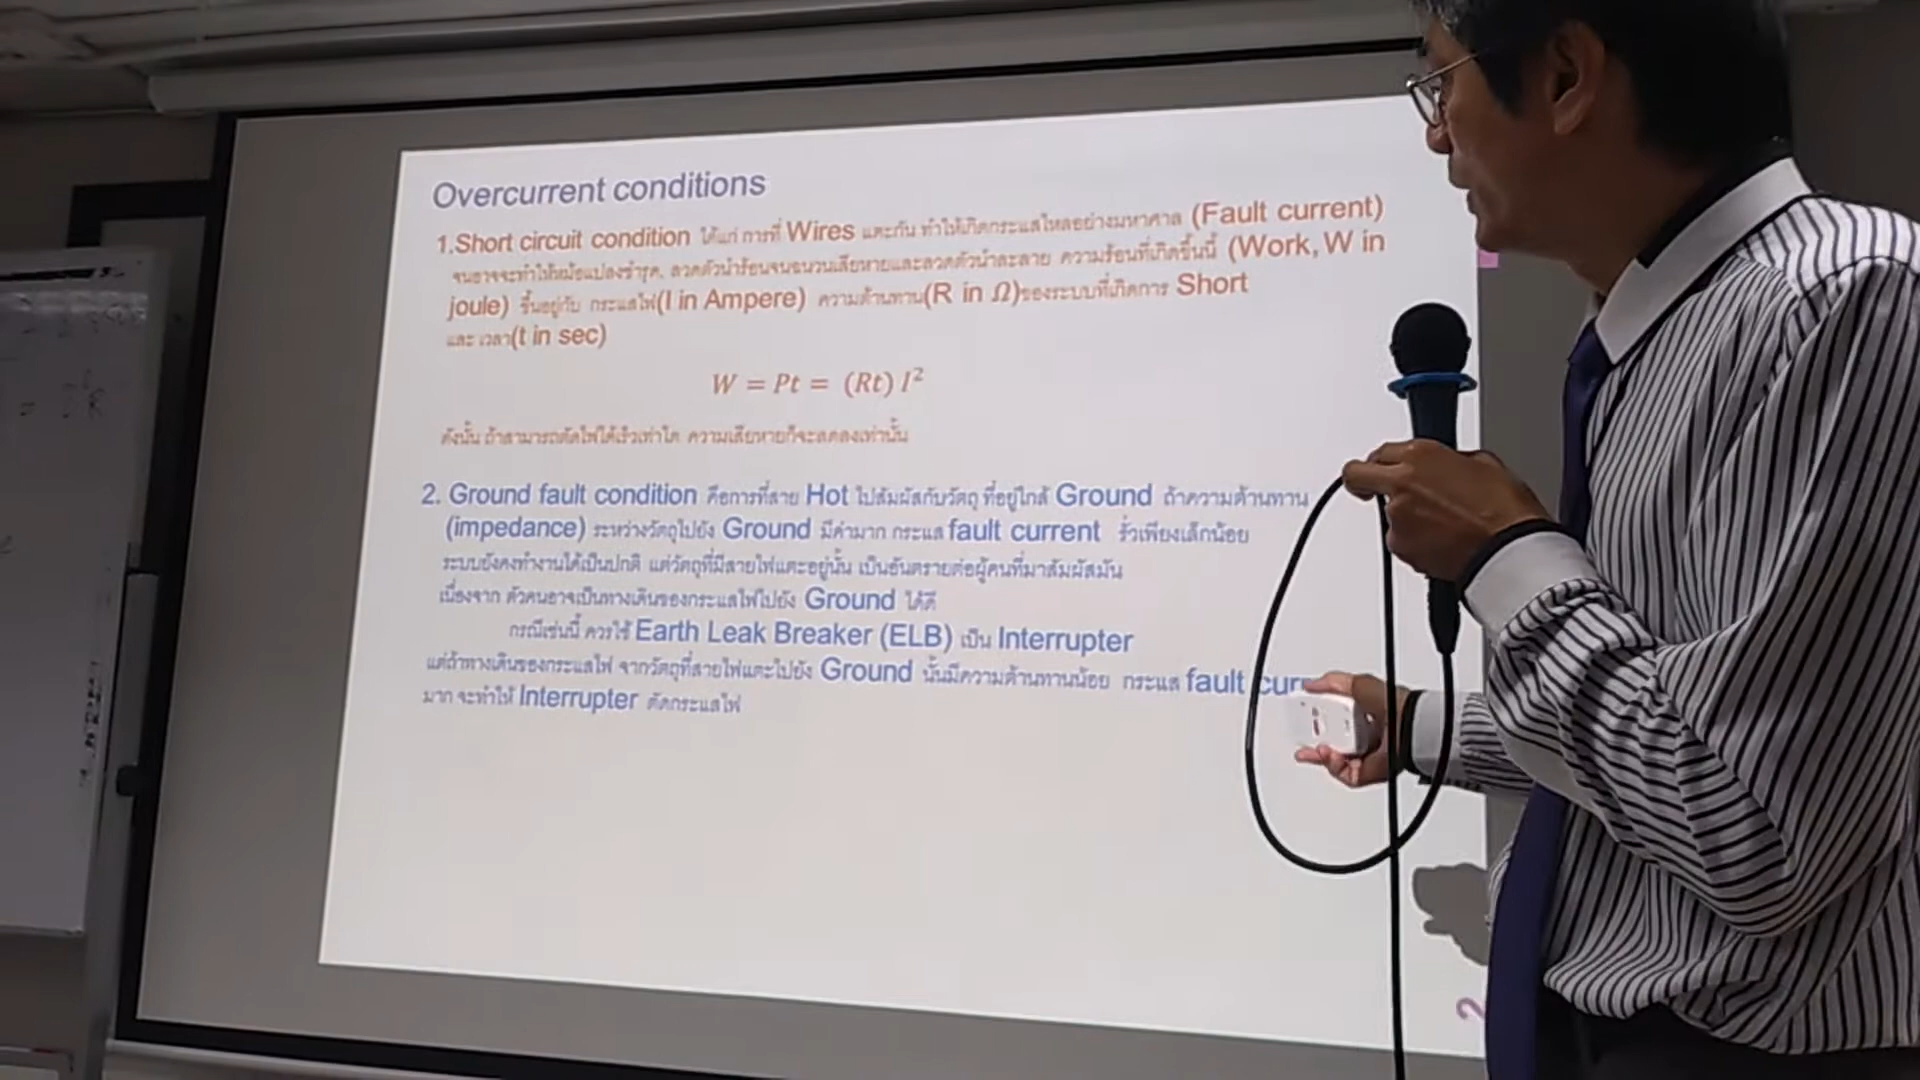 Overcurrent conditions
1.Short circuit condition ได้แก่ การที่ Wires แตะกัน ทำให้เกิดกระแสไหลอย่างมหาศาล (Fault current)
จนอาจจะทำให้หม้อแปลงชำรุด, ลวดตัวนำร้อนจนฉนวนเสียหายและลวดตัวนำละลาย ความร้อนที่เกิดขึ้นนี้ (Work, W in
joule) ขึ้นอยู่กับ กระแสไฟ(I in Ampere) ความต้านทาน(R in Ω)ของระบบที่เกิดการ Short
และ เวลา(t in sec)
W = Pt = (Rt) I²
ดังนั้น ถ้าสามารถตัดไฟได้เร็วเท่าใด ความเสียหายก็จะลดลงเท่านั้น
2. Ground fault condition คือการที่สาย Hot ไปสัมผัสกับวัตถุ ที่อยู่ใกล้ Ground ถ้าความต้านทาน
(impedance) ระหว่างวัตถุไปยัง Ground มีค่ามาก กระแส fault current รั่วเพียงเล็กน้อย
ระบบยังคงทำงานได้เป็นปกติ แต่วัตถุที่มีสายไฟแตะอยู่นั้น เป็นอันตรายต่อผู้คนที่มาสัมผัสมัน
เนื่องจาก ตัวคนอาจเป็นทางเดินของกระแสไฟไปยัง Ground ได้ดี
กรณีเช่นนี้ ควรใช้ Earth Leak Breaker (ELB) เป็น Interrupter
แต่ถ้าทางเดินของกระแสไฟ จากวัตถุที่สายไฟแตะไปยัง Ground นั้นมีความต้านทานน้อย กระแส fault curr
มาก จะทำให้ Interrupter ตัดกระแสไฟ
2